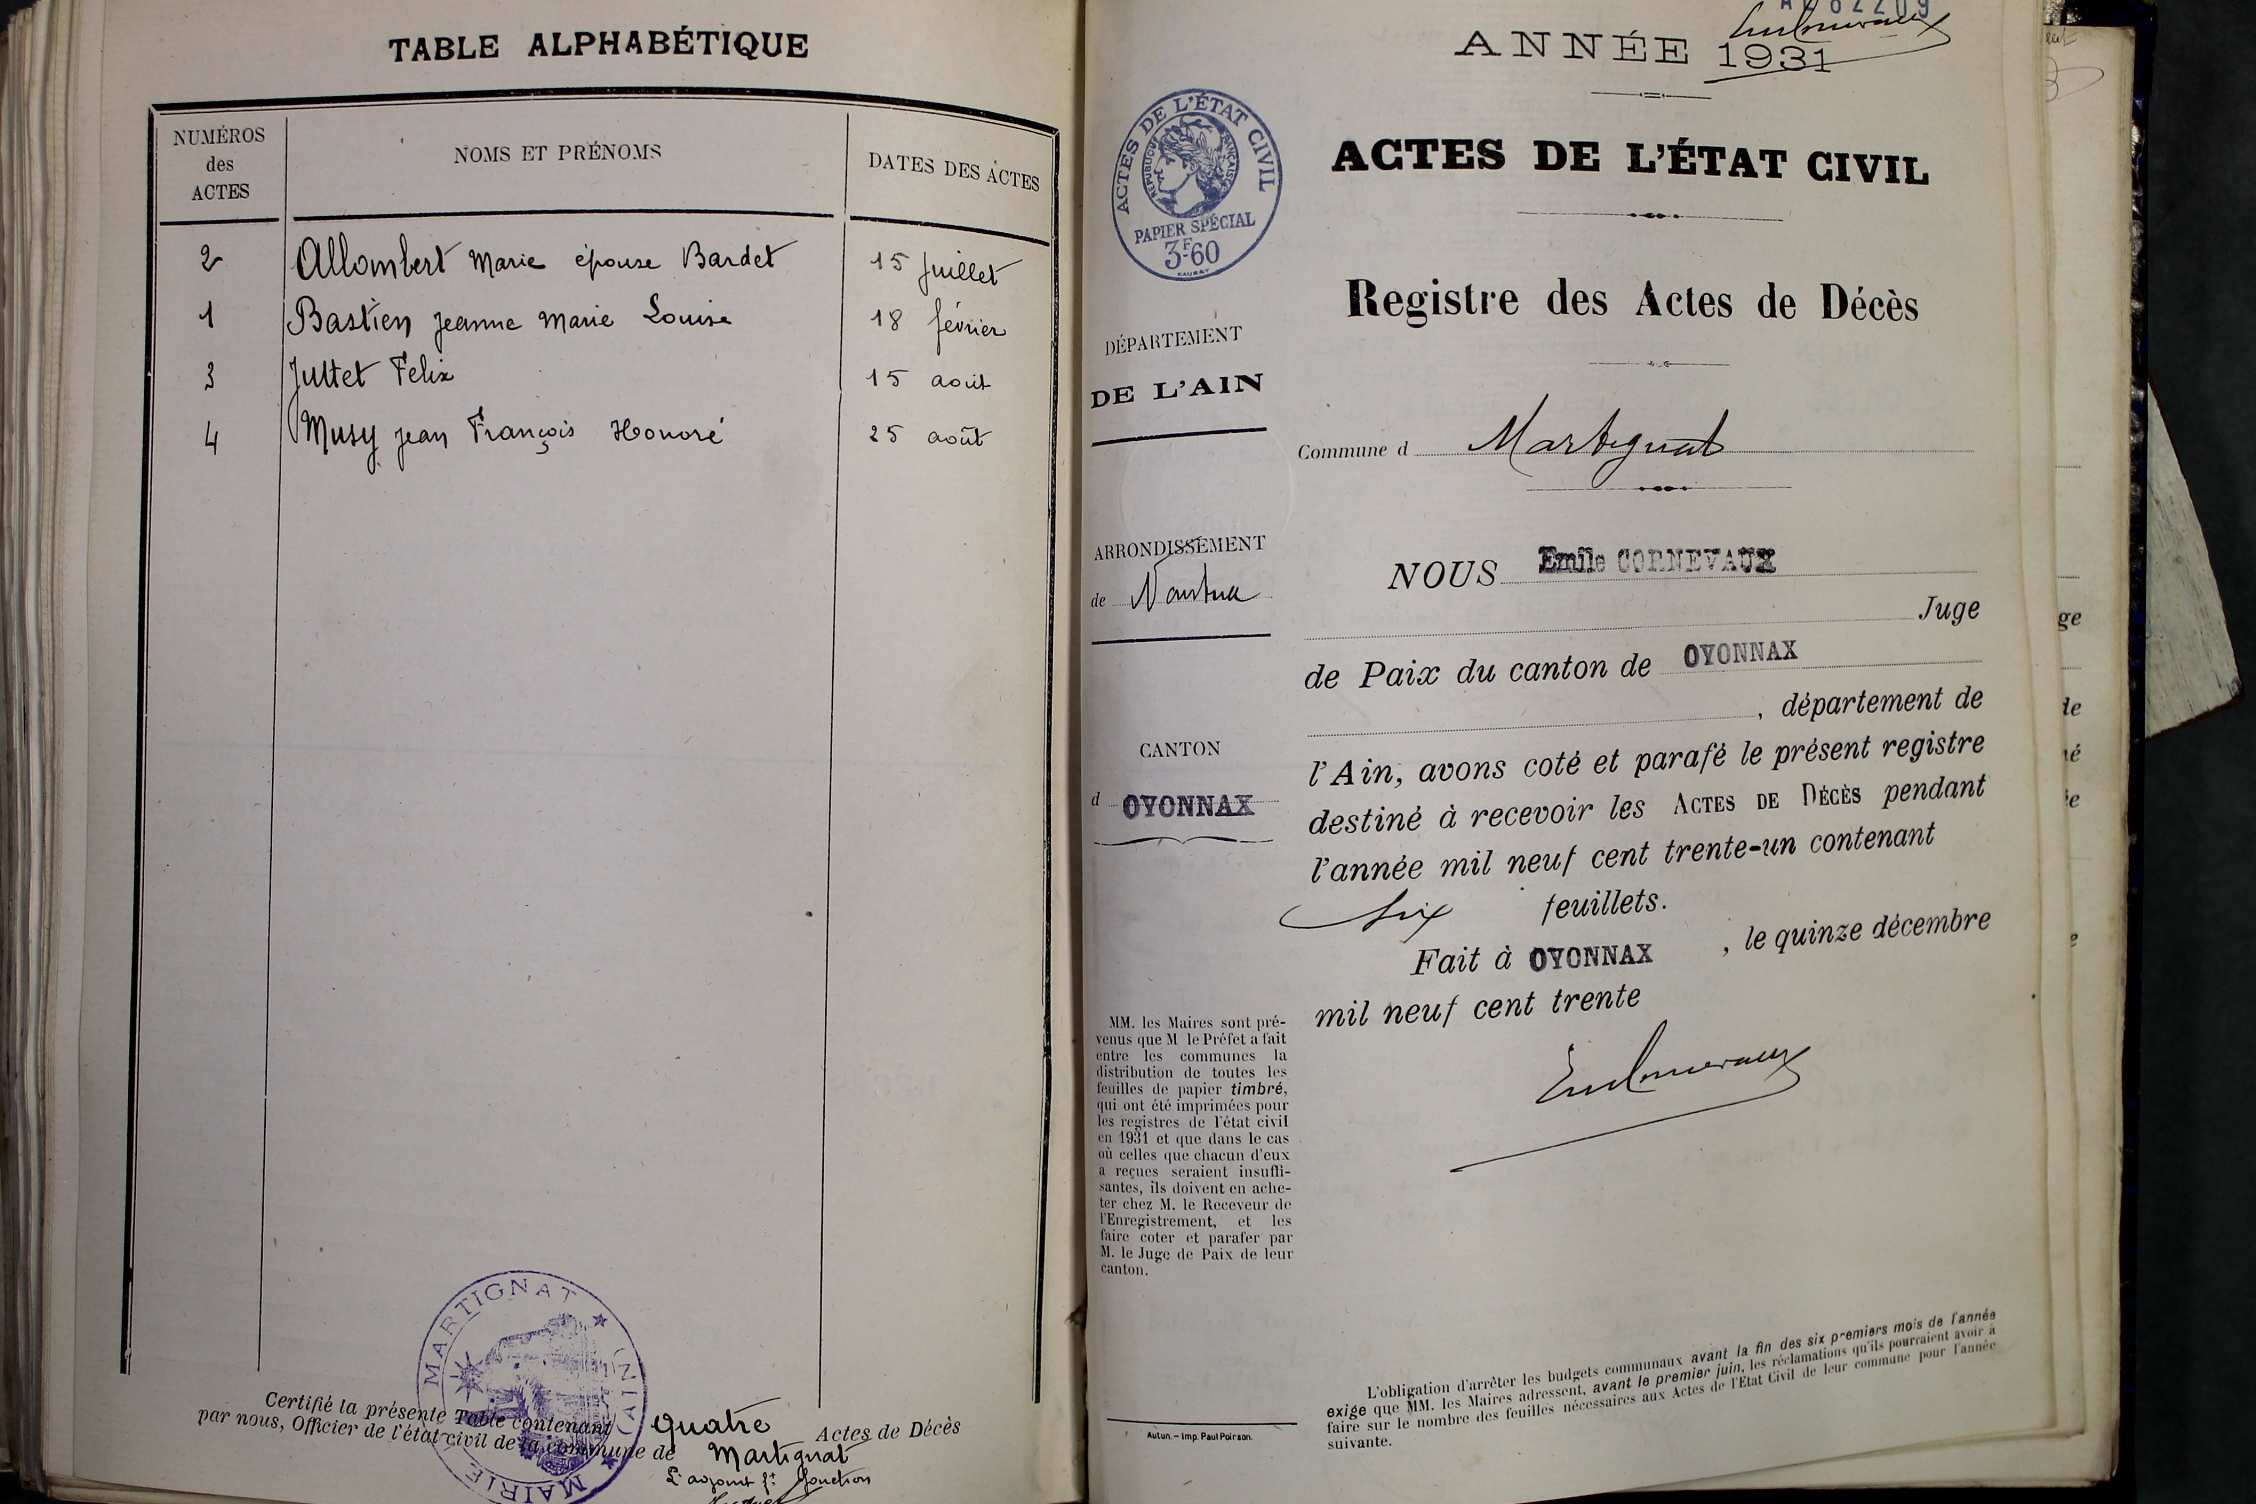 TABLE ALPHABÉTIQUE
NUMÉROS
des
ACTES
NOMS ET PRÉNOMS
DATES DES ACTES
2 Allombert Marie épouse Bardet 15 Juillet
1 Bastien Jeanne Marie Louise 18 février
3 Jultet Felix 15 août
4 Musy Jean François Honoré 25 août
MAIRIE MARTIGNAT (AIN)
Certifié la présente Table contenant quatre Actes de Décès
par nous, Officier de l'état civil de la commune de Martignat
L'adjoint ft fonction
82209
ANNÉE 1931
ACTES DE L'ÉTAT CIVIL
RÉPUBLIQUE FRANÇAISE
PAPIER SPÉCIAL
3F60
ACTES DE L'ÉTAT CIVIL
Registre des Actes de Décès
DÉPARTEMENT
DE L'AIN
Commune d Martignat
ARRONDISSEMENT
de Nantua
CANTON
d OYONNAX
NOUS Emile CORNEVAUX
Juge
de Paix du canton de OYONNAX
, département de
l'Ain, avons coté et parafé le présent registre
destiné à recevoir les ACTES DE DÉCÈS pendant
l'année mil neuf cent trente-un contenant
six feuillets.
Fait à OYONNAX , le quinze décembre
mil neuf cent trente
MM. les Maires sont pré-
venus que M le Préfet a fait
entre les communes la
distribution de toutes les
feuilles de papier timbré,
qui ont été imprimées pour
les registres de l'état civil
en 1931 et que dans le cas
où celles que chacun d'eux
a reçues seraient insuffi-
santes, ils doivent en ache-
ter chez M. le Receveur de
l'Enregistrement, et les
faire coter et parafer par
M. le Juge de Paix de leur
canton.
Autun. – Imp. Paul Poirson.
L'obligation d'arrêter les budgets communaux avant la fin des six premiers mois de l'année
exige que MM. les Maires adressent, avant le premier juin, les réclamations qu'ils pourraient avoir à
faire sur le nombre des feuilles nécessaires aux Actes de l'Etat Civil de leur commune pour l'année
suivante.